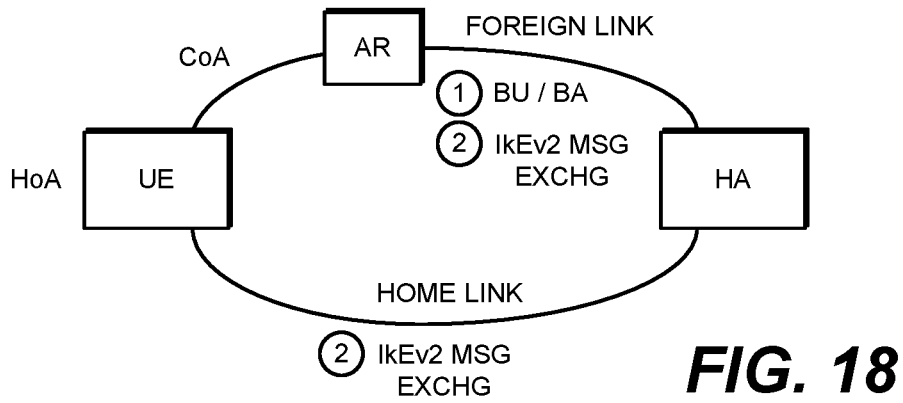 FOREIGN LINK
AR
CoA
1 BU / BA
2 IkEv2 MSG
EXCHG
HoA
UE
HA
HOME LINK
2 IkEv2 MSG
EXCHG
FIG. 18